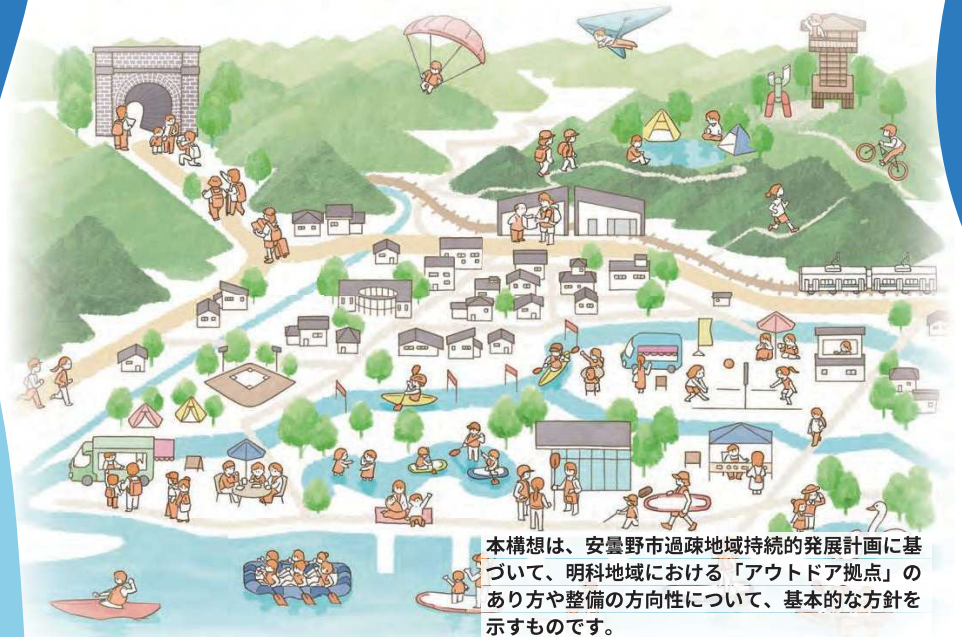 本構想は、安曇野市過疎地域持続的発展計画に基
づいて、明科地域における「アウトドア拠点」の
あり方や整備の方向性について、基本的な方針を
示すものです。